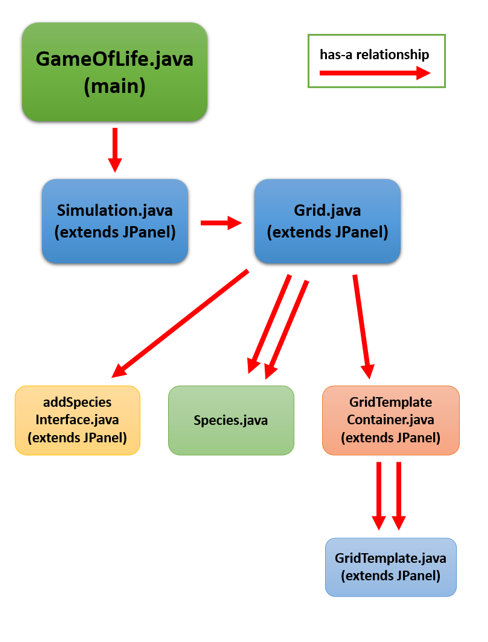 GameOfLife.java
(main)
has-a relationship
Simulation.java
(extends JPanel)
Grid.java
(extends JPanel)
addSpecies
Interface.java
(extends JPanel)
Species.java
GridTemplate
Container.java
(extends JPanel)
GridTemplate.java
(extends JPanel)